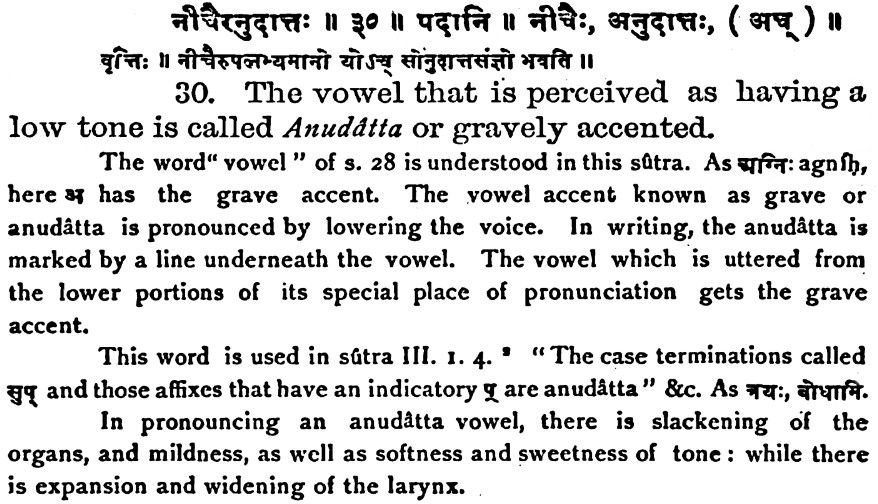 नीचैरनुदात्तः ॥ ३० ॥ पदानि ॥ नीचैः, अनुदात्तः, ( अच् ) ॥
वृत्तिः ॥ नीचैरुपलभ्यमानो योऽच् सोनुदात्तसंज्ञो भवति ॥
30. The vowel that is perceived as having a
low tone is called Anudâtta or gravely accented.
The word “ vowel ” of s. 28 is understood in this sûtra. As अग्निः agníḥ,
here अ has the grave accent. The vowel accent known as grave or
anudâtta is pronounced by lowering the voice. In writing, the anudâtta is
marked by a line underneath the vowel. The vowel which is uttered from
the lower portions of its special place of pronunciation gets the grave
accent.
This word is used in sûtra III. 1. 4. “ The case terminations called
सुप् and those affixes that have an indicatory प् are anudâtta ” &c. As
In pronouncing an anudâtta vowel, there is slackening of the
organs, and mildness, as well as softness and sweetness of tone : while there
is expansion and widening of the larynx.